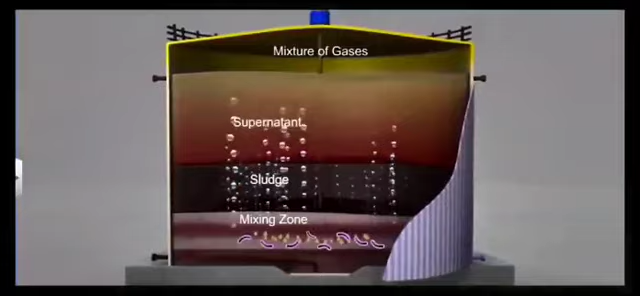 Mixture of Gases
Supernatant
Sludge
Mixing Zone